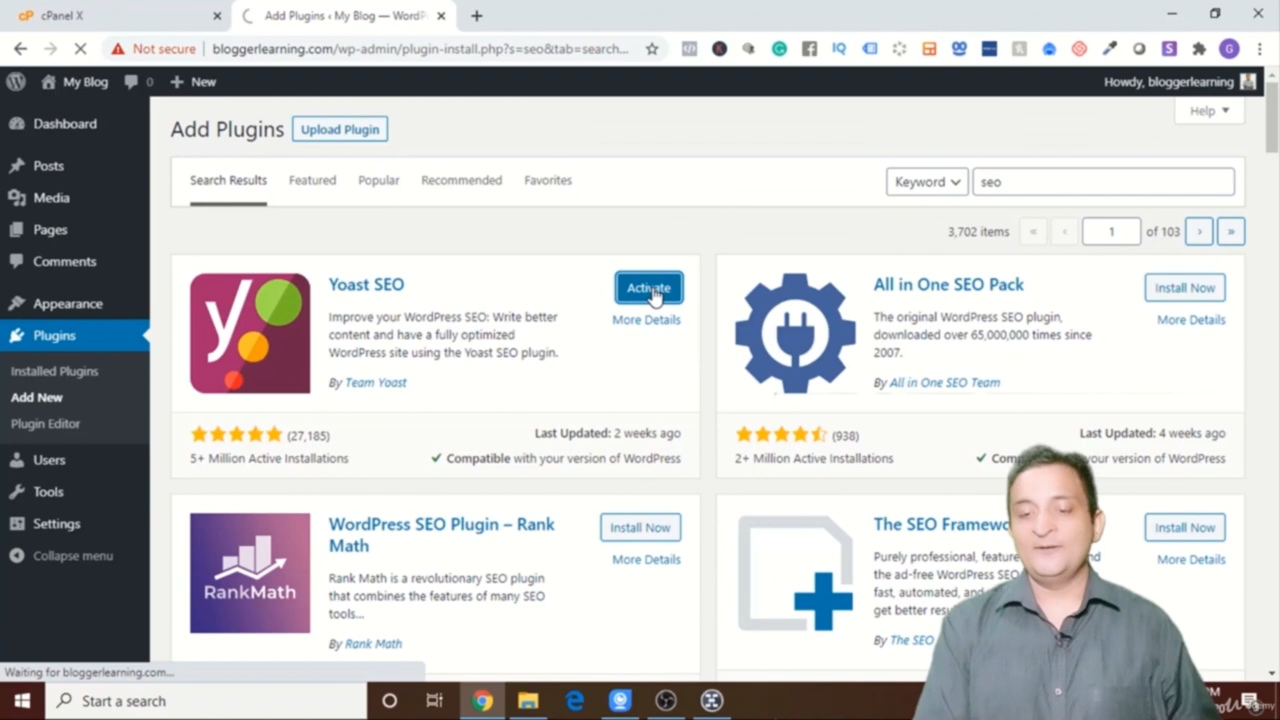 cPanel X
Add Plugins ‹ My Blog — WordP
Not secure
bloggerlearning.com/wp-admin/plugin-install.php?s=seo&tab=search...
My Blog
0
New
Howdy, bloggerlearning
Dashboard
Posts
Media
Pages
Comments
Appearance
Plugins
Installed Plugins
Add New
Plugin Editor
Users
Tools
Settings
Collapse menu
Add Plugins
Upload Plugin
Help
Search Results
Featured
Popular
Recommended
Favorites
Keyword
seo
3,702 items
«
‹
1
of 103
›
»
Yoast SEO
Activate
More Details
Improve your WordPress SEO: Write better
content and have a fully optimized
WordPress site using the Yoast SEO plugin.
By Team Yoast
(27,185)
Last Updated: 2 weeks ago
5+ Million Active Installations
Compatible with your version of WordPress
All in One SEO Pack
Install Now
More Details
The original WordPress SEO plugin,
downloaded over 65,000,000 times since
2007.
By All in One SEO Team
(938)
Last Updated: 4 weeks ago
2+ Million Active Installations
Com
your version of WordPress
RankMath
WordPress SEO Plugin – Rank
Math
Install Now
More Details
Rank Math is a revolutionary SEO plugin
that combines the features of many SEO
tools...
By Rank Math
The SEO Framewo
Install Now
More Details
Purely professional, feature
the ad-free WordPress SEO
fast, automated, an
get better resu
By The SEO
Waiting for bloggerlearning.com...
Start a search